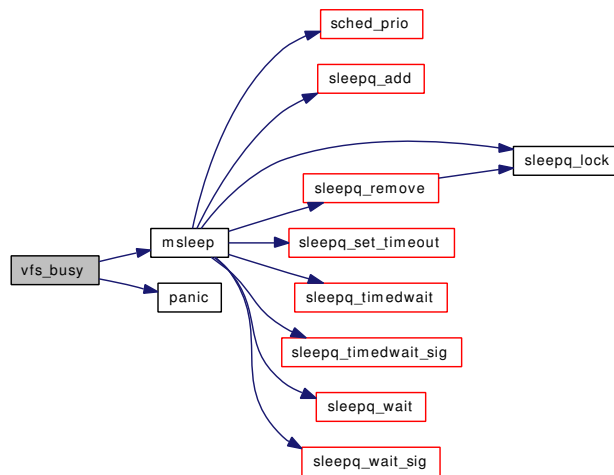 sched_prio
sleepq_add
sleepq_lock
sleepq_remove
msleep
sleepq_set_timeout
vfs_busy
panic
sleepq_timedwait
sleepq_timedwait_sig
sleepq_wait
sleepq_wait_sig